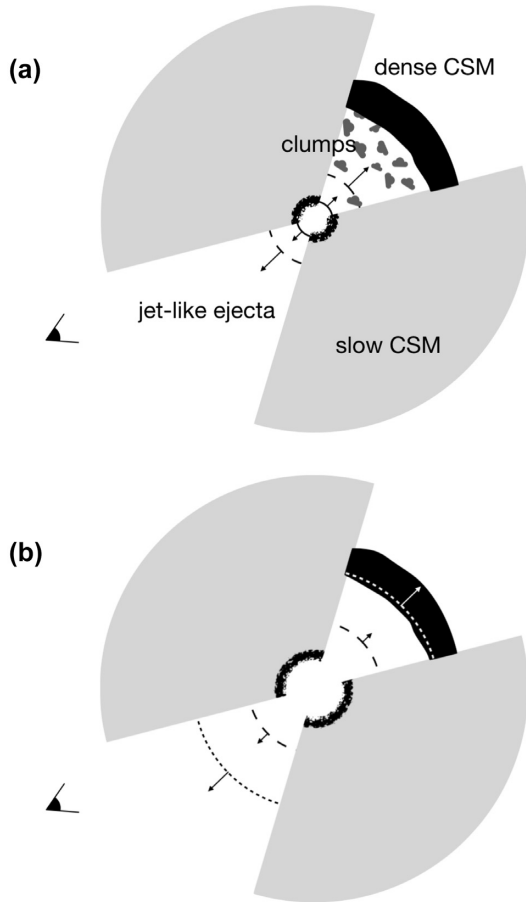 (a)
dense CSM
clumps
jet-like ejecta
slow CSM
(b)